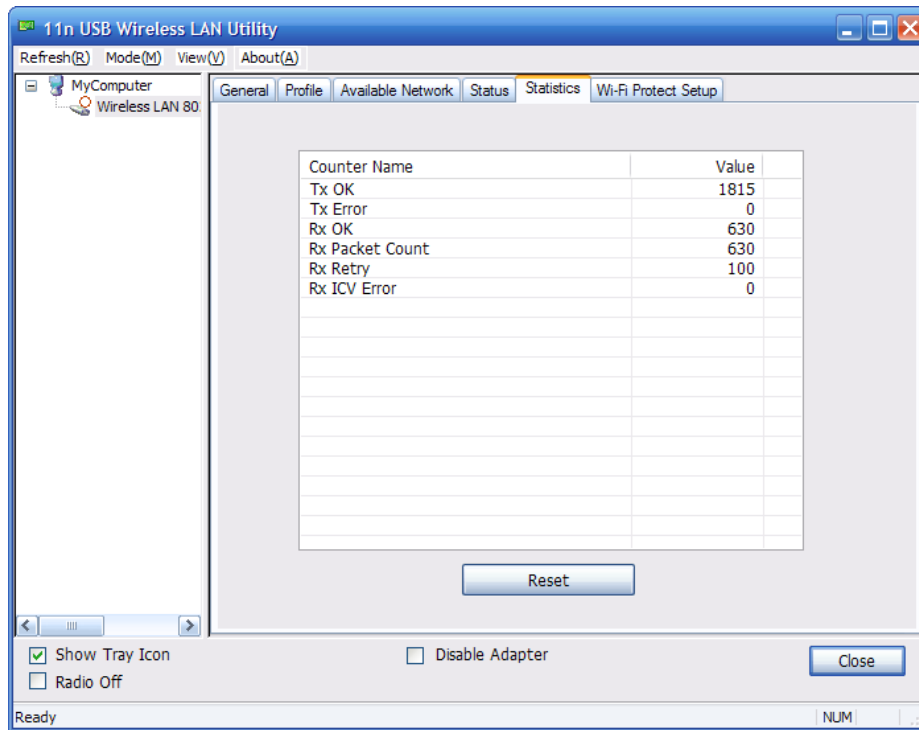 11n USB Wireless LAN Utility
Refresh(R) Mode(M) View(V) About(A)
MyComputer
Wireless LAN 80
General Profile Available Network Status Statistics Wi-Fi Protect Setup
Counter Name Value
Tx OK 1815
Tx Error 0
Rx OK 630
Rx Packet Count 630
Rx Retry 100
Rx ICV Error 0
Reset
Show Tray Icon Disable Adapter Close
Radio Off
Ready NUM